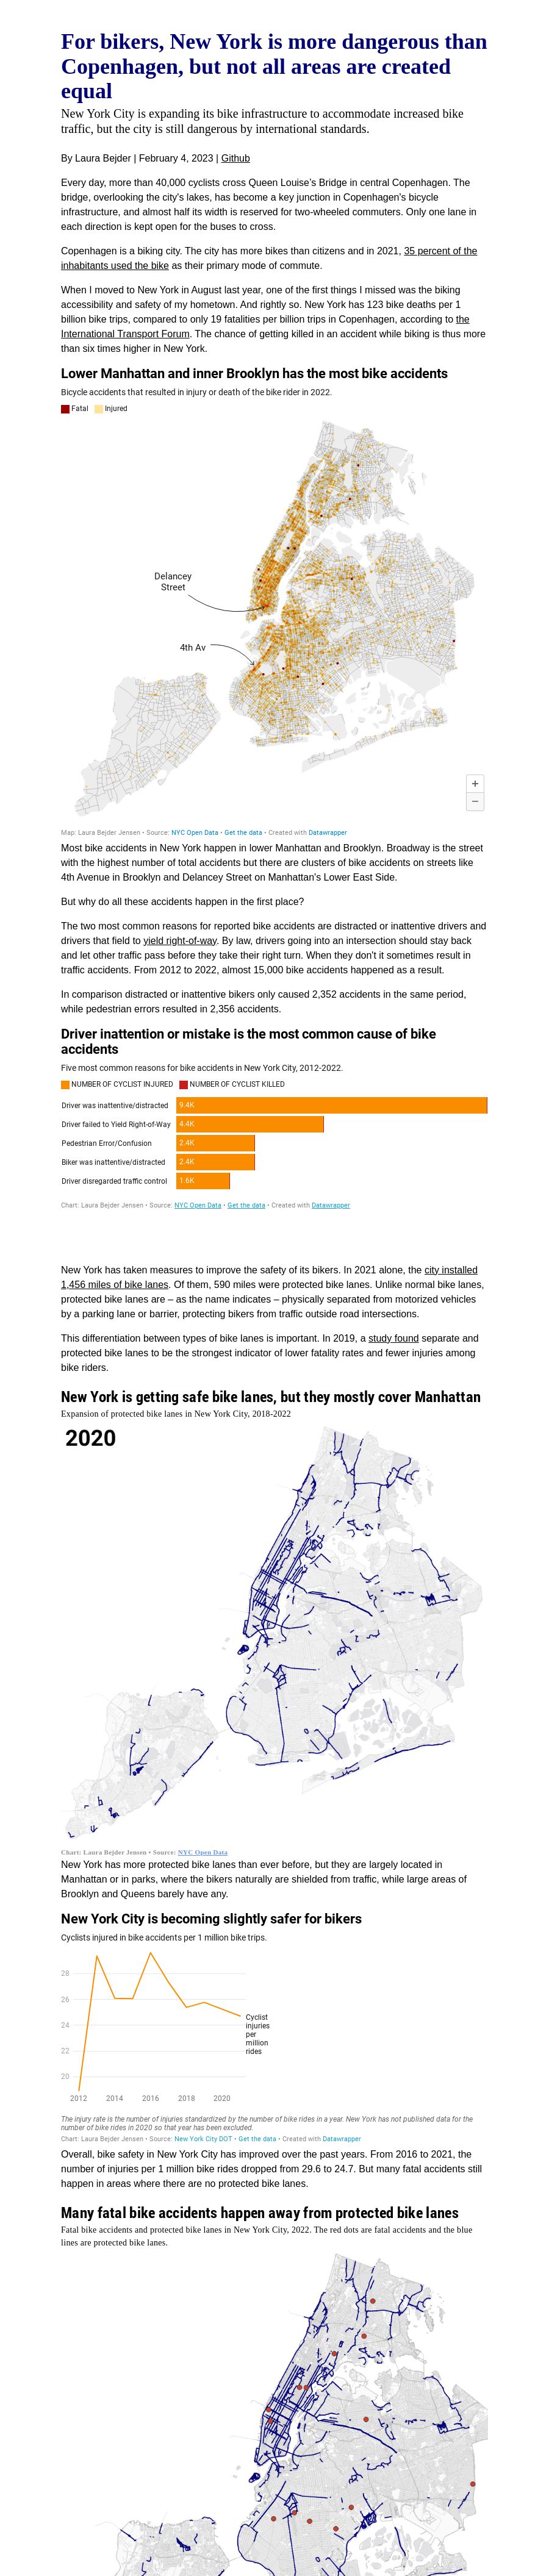 For bikers, New York is more dangerous than
Copenhagen, but not all areas are created
equal
New York City is expanding its bike infrastructure to accommodate increased bike
traffic, but the city is still dangerous by international standards.
By Laura Bejder | February 4, 2023 | Github
Every day, more than 40,000 cyclists cross Queen Louise's Bridge in central Copenhagen. The
bridge, overlooking the city's lakes, has become a key junction in Copenhagen's bicycle
infrastructure, and almost half its width is reserved for two-wheeled commuters. Only one lane in
each direction is kept open for the buses to cross.
Copenhagen is a biking city. The city has more bikes than citizens and in 2021, 35 percent of the
inhabitants used the bike as their primary mode of commute.
When I moved to New York in August last year, one of the first things I missed was the biking
accessibility and safety of my hometown. And rightly so. New York has 123 bike deaths per 1
billion bike trips, compared to only 19 fatalities per billion trips in Copenhagen, according to the
International Transport Forum. The chance of getting killed in an accident while biking is thus more
than six times higher in New York.
Lower Manhattan and inner Brooklyn has the most bike accidents
Bicycle accidents that resulted in injury or death of the bike rider in 2022.
Fatal Injured
Delancey
Street
4th Av
+
−
Map: Laura Bejder Jensen • Source: NYC Open Data • Get the data • Created with Datawrapper
Most bike accidents in New York happen in lower Manhattan and Brooklyn. Broadway is the street
with the highest number of total accidents but there are clusters of bike accidents on streets like
4th Avenue in Brooklyn and Delancey Street on Manhattan's Lower East Side.
But why do all these accidents happen in the first place?
The two most common reasons for reported bike accidents are distracted or inattentive drivers and
drivers that field to yield right-of-way. By law, drivers going into an intersection should stay back
and let other traffic pass before they take their right turn. When they don't it sometimes result in
traffic accidents. From 2012 to 2022, almost 15,000 bike accidents happened as a result.
In comparison distracted or inattentive bikers only caused 2,352 accidents in the same period,
while pedestrian errors resulted in 2,356 accidents.
Driver inattention or mistake is the most common cause of bike
accidents
Five most common reasons for bike accidents in New York City, 2012-2022.
NUMBER OF CYCLIST INJURED NUMBER OF CYCLIST KILLED
Driver was inattentive/distracted 9.4K
Driver failed to Yield Right-of-Way 4.4K
Pedestrian Error/Confusion 2.4K
Biker was inattentive/distracted 2.4K
Driver disregarded traffic control 1.6K
Chart: Laura Bejder Jensen • Source: NYC Open Data • Get the data • Created with Datawrapper
New York has taken measures to improve the safety of its bikers. In 2021 alone, the city installed
1,456 miles of bike lanes. Of them, 590 miles were protected bike lanes. Unlike normal bike lanes,
protected bike lanes are – as the name indicates – physically separated from motorized vehicles
by a parking lane or barrier, protecting bikers from traffic outside road intersections.
This differentiation between types of bike lanes is important. In 2019, a study found separate and
protected bike lanes to be the strongest indicator of lower fatality rates and fewer injuries among
bike riders.
New York is getting safe bike lanes, but they mostly cover Manhattan
Expansion of protected bike lanes in New York City, 2018-2022
2020
Chart: Laura Bejder Jensen • Source: NYC Open Data
New York has more protected bike lanes than ever before, but they are largely located in
Manhattan or in parks, where the bikers naturally are shielded from traffic, while large areas of
Brooklyn and Queens barely have any.
New York City is becoming slightly safer for bikers
Cyclists injured in bike accidents per 1 million bike trips.
28
26
24
22
20
Cyclist
injuries
per
million
rides
2012 2014 2016 2018 2020
The injury rate is the number of injuries standardized by the number of bike rides in a year. New York has not published data for the
number of bike rides in 2020 so that year has been excluded.
Chart: Laura Bejder Jensen • Source: New York City DOT • Get the data • Created with Datawrapper
Overall, bike safety in New York City has improved over the past years. From 2016 to 2021, the
number of injuries per 1 million bike rides dropped from 29.6 to 24.7. But many fatal accidents still
happen in areas where there are no protected bike lanes.
Many fatal bike accidents happen away from protected bike lanes
Fatal bike accidents and protected bike lanes in New York City, 2022. The red dots are fatal accidents and the blue
lines are protected bike lanes.